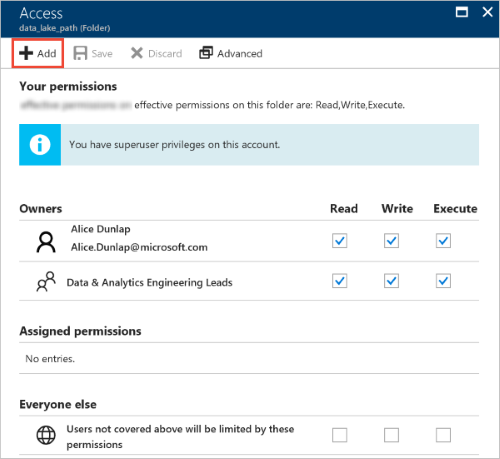 Access
data_lake_path (Folder)
Add
Save
Discard
Advanced
Your permissions
effective permissions on this folder are: Read,Write,Execute.
You have superuser privileges on this account.
Owners Read Write Execute
Alice Dunlap
Alice.Dunlap@microsoft.com
Data & Analytics Engineering Leads
Assigned permissions
No entries.
Everyone else
Users not covered above will be limited by these
permissions